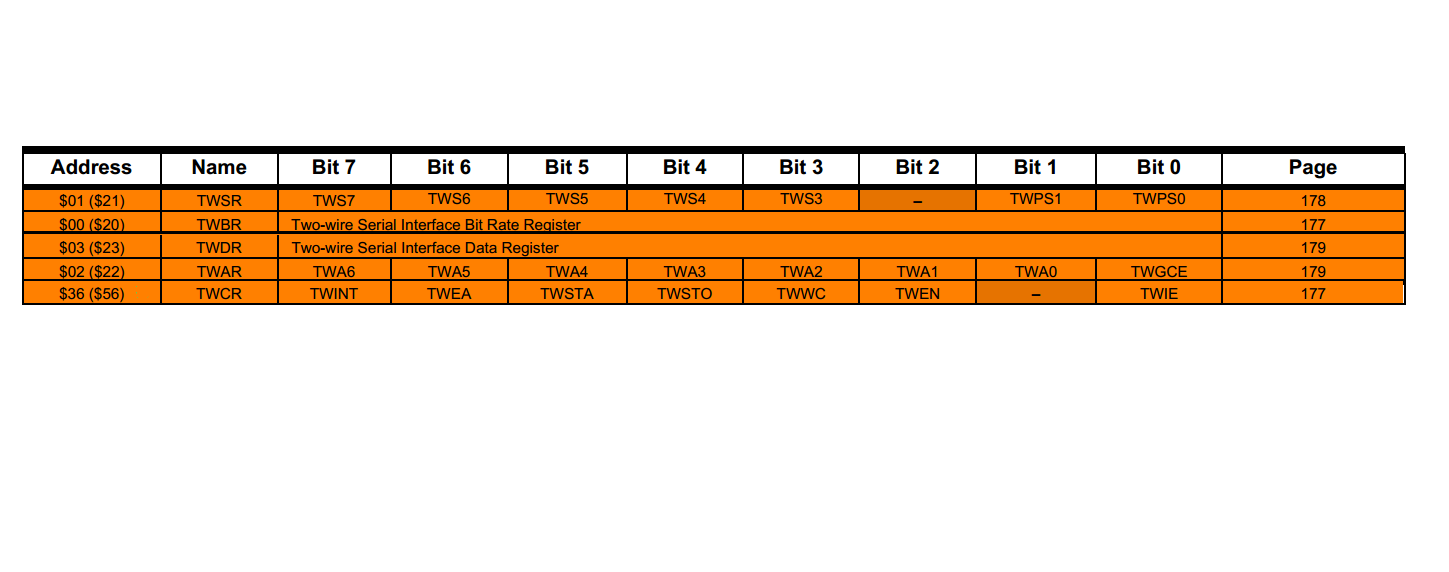 Address Name Bit 7 Bit 6 Bit 5 Bit 4 Bit 3 Bit 2 Bit 1 Bit 0 Page
$01 ($21) TWSR TWS7 TWS6 TWS5 TWS4 TWS3 – TWPS1 TWPS0 178
$00 ($20) TWBR Two-wire Serial Interface Bit Rate Register 177
$03 ($23) TWDR Two-wire Serial Interface Data Register 179
$02 ($22) TWAR TWA6 TWA5 TWA4 TWA3 TWA2 TWA1 TWA0 TWGCE 179
$36 ($56) TWCR TWINT TWEA TWSTA TWSTO TWWC TWEN – TWIE 177